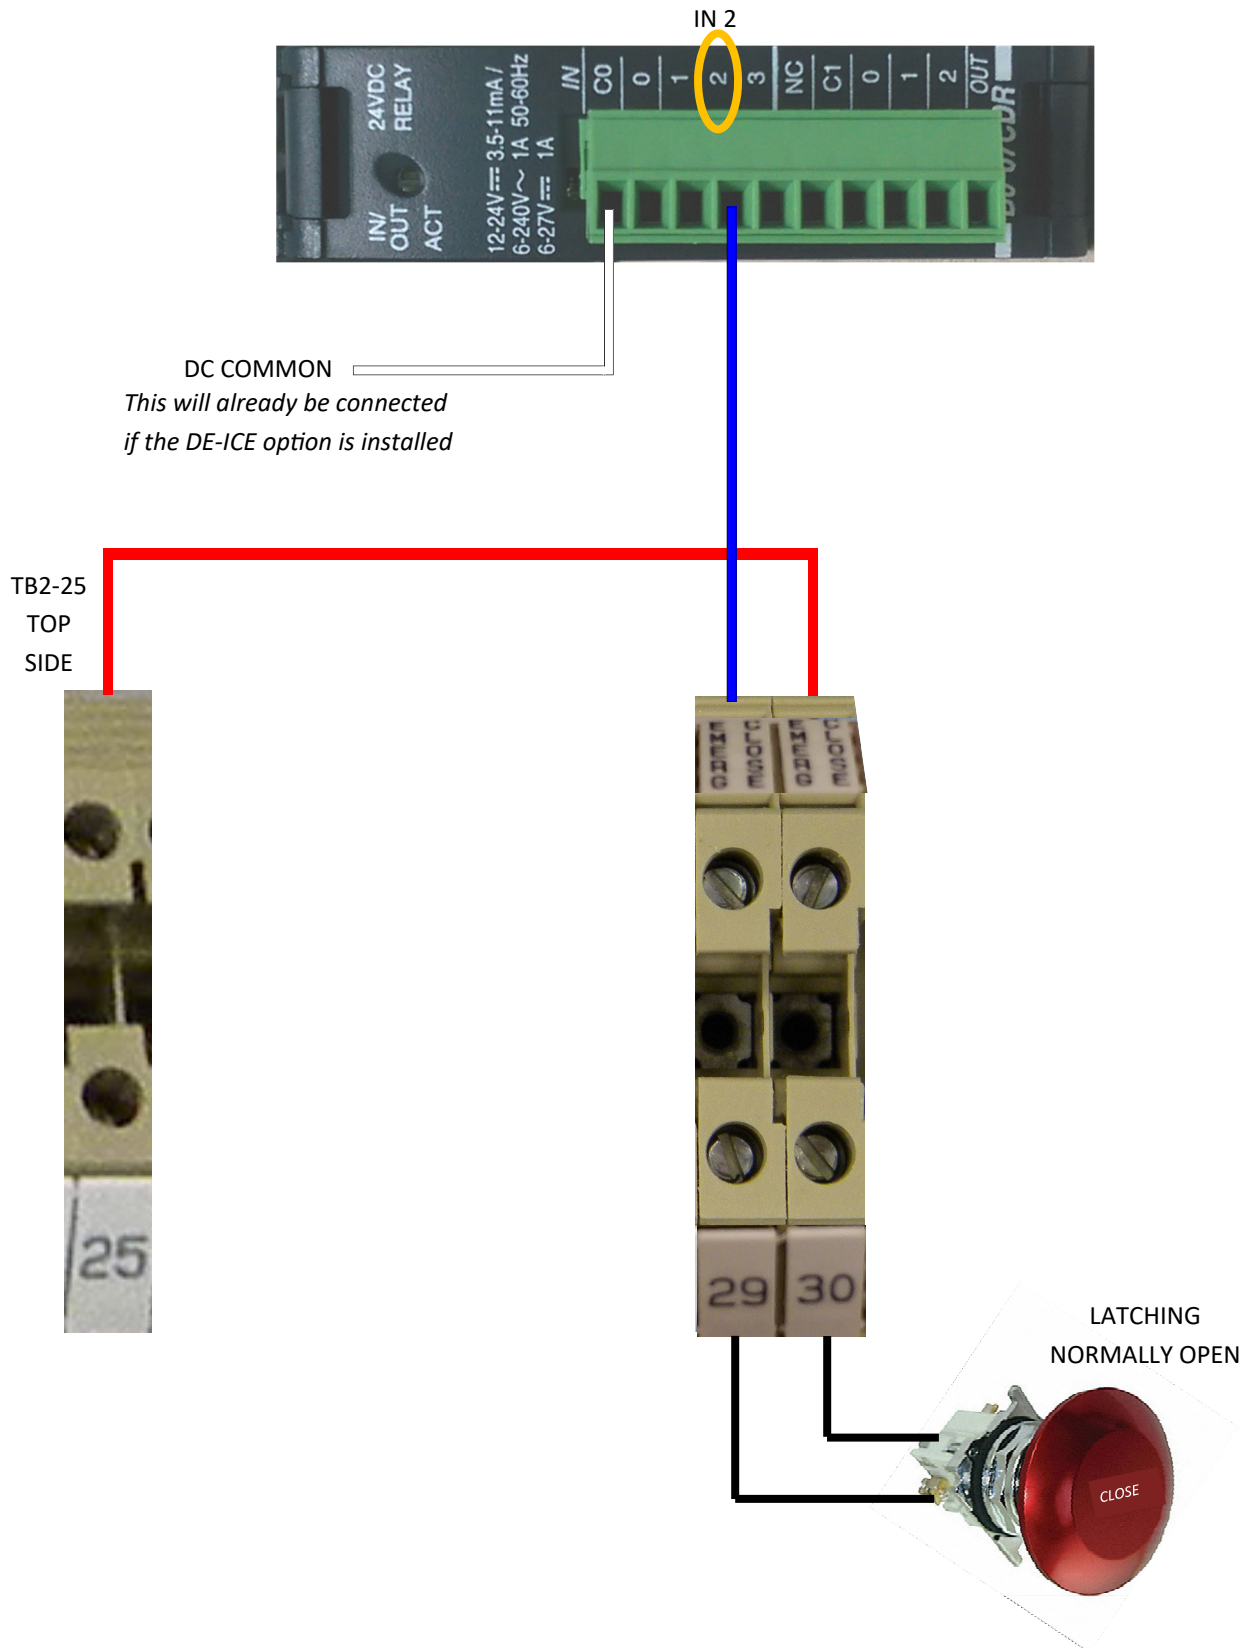 IN 2
24VDC
RELAY
IN/
OUT
ACT
12-24V⎓ 3.5-11mA /
6-240V～ 1A 50-60Hz
6-27V⎓ 1A
IN
C0
0
1
2
3
NC
C1
0
1
2
OUT
DC COMMON
This will already be connected
if the DE-ICE option is installed
TB2-25
TOP
SIDE
EMERG
CLOSE
EMERG
CLOSE
25
29
30
LATCHING
NORMALLY OPEN
CLOSE